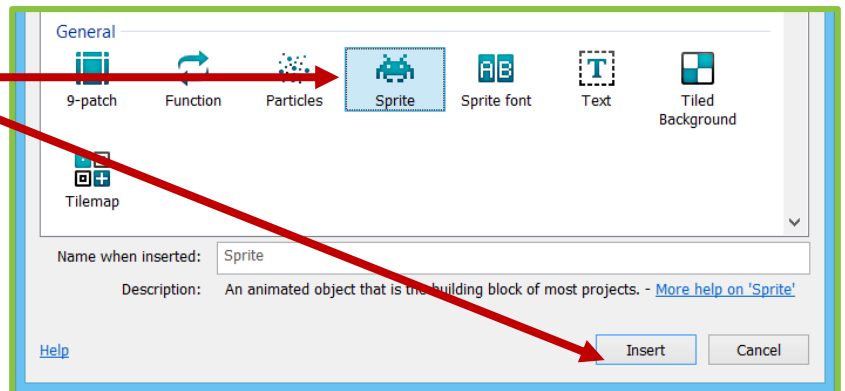 General
9-patch Function Particles Sprite Sprite font Text Tiled Background
Tilemap
Name when inserted: Sprite
Description: An animated object that is the building block of most projects. - More help on 'Sprite'
Help Insert Cancel